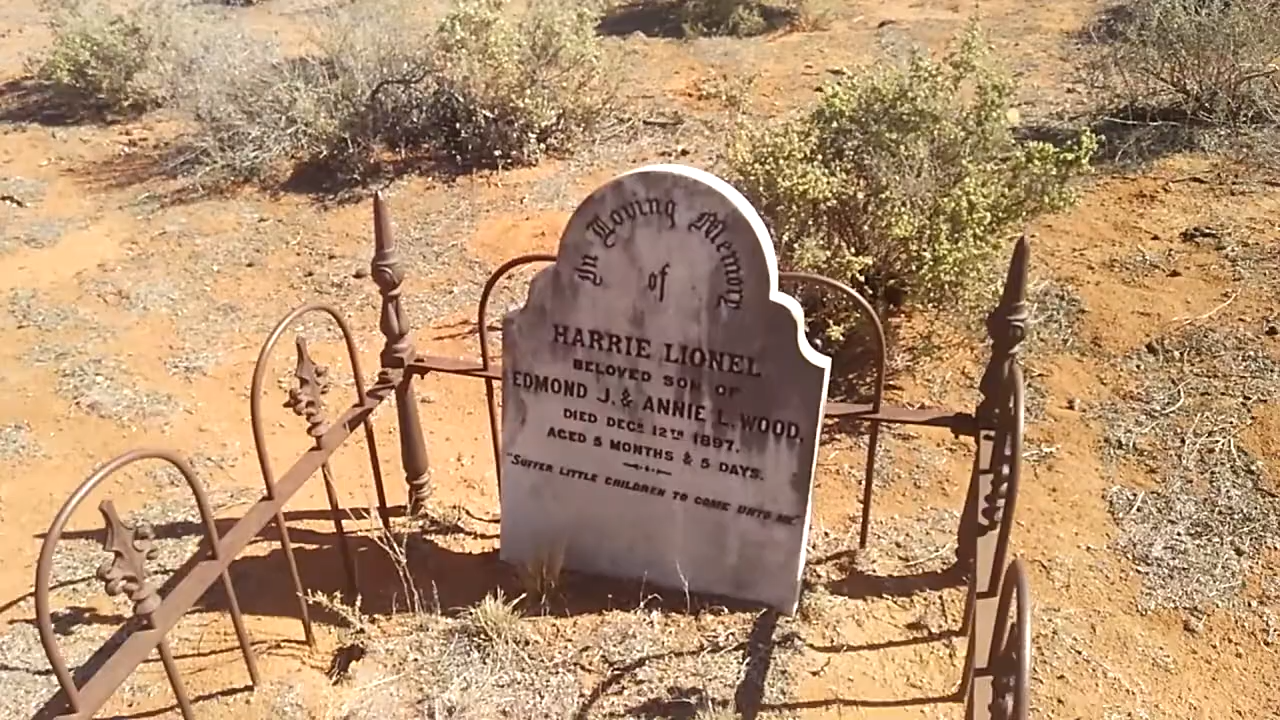 In Loving Memory
of
HARRIE LIONEL
BELOVED SON OF
EDMOND J. & ANNIE L. WOOD,
DIED DECR 12TH 1897.
AGED 5 MONTHS & 5 DAYS.
"SUFFER LITTLE CHILDREN TO COME UNTO ME."